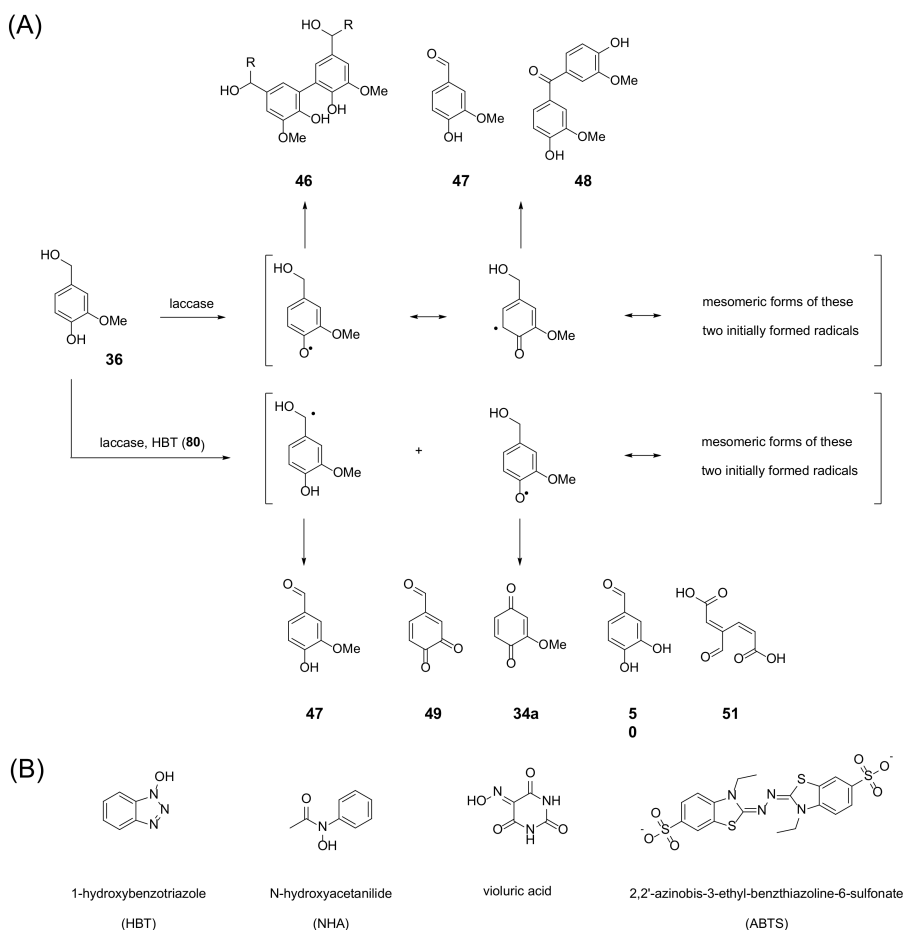 (A)
46
R
R
HO
HO
OMe
OH
OH
OMe
46
O
OMe
OH
47
OH
O
OMe
OMe
OH
48
HO
OMe
OH
36
laccase
HO
OMe
O•
HO
•
OMe
O
mesomeric forms of these
two initially formed radicals
laccase, HBT (80)
HO
•
OMe
OH
+
HO
OMe
O•
mesomeric forms of these
two initially formed radicals
O
OMe
OH
47
O
O
O
49
O
OMe
O
34a
O
OH
OH
5
0
HO
O
O
O
OH
51
(B)
OH
N
N
N
1-hydroxybenzotriazole
(HBT)
O
N
OH
N-hydroxyacetanilide
(NHA)
O
N
HO
NH
O
N
H
O
violuric acid
O
S
O
O-
N
S
N
N
S
N
O
S
-O
O
2,2'-azinobis-3-ethyl-benzthiazoline-6-sulfonate
(ABTS)